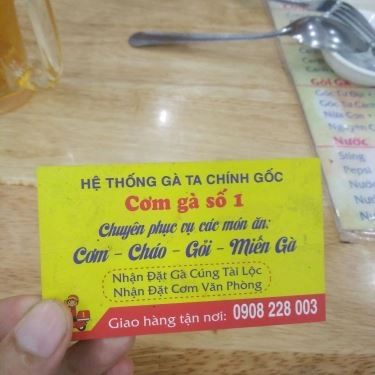 HỆ THỐNG GÀ TA CHÍNH GỐC
Cơm gà số 1
Chuyên phục vụ các món ăn:
Cơm - Cháo - Gỏi - Miến Gà
Nhận Đặt Gà Cúng Tài Lộc
Nhận Đặt Cơm Văn Phòng
Giao hàng tận nơi: 0908 228 003
Gỏi Gà
Nước
Sting
Pepsi